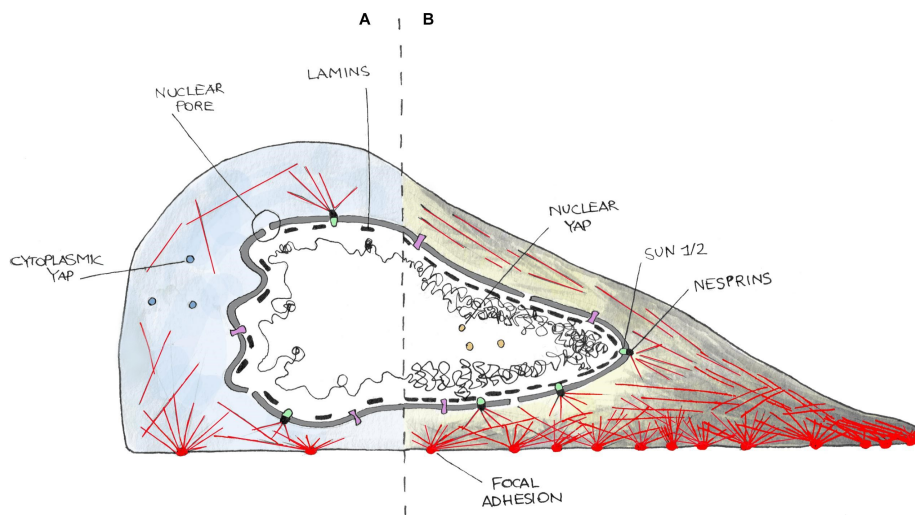 A
B
LAMINS
NUCLEAR
PORE
NUCLEAR
YAP
SUN 1/2
CYTOPLASMIC
YAP
NESPRINS
FOCAL
ADHESION